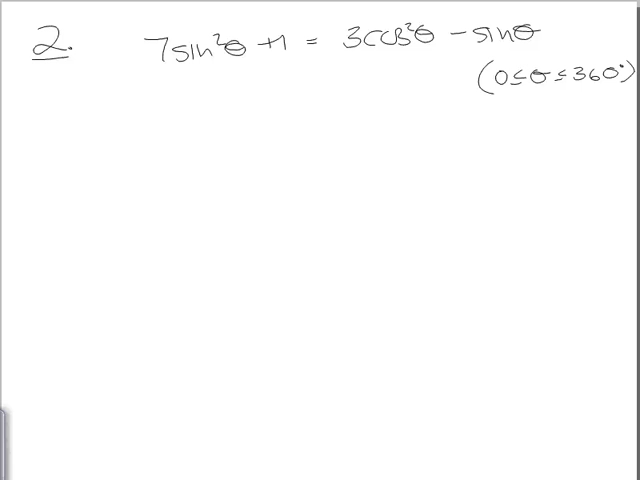 2. 7sin²θ +1 = 3cos²θ - sinθ
(0≤θ≤360°)